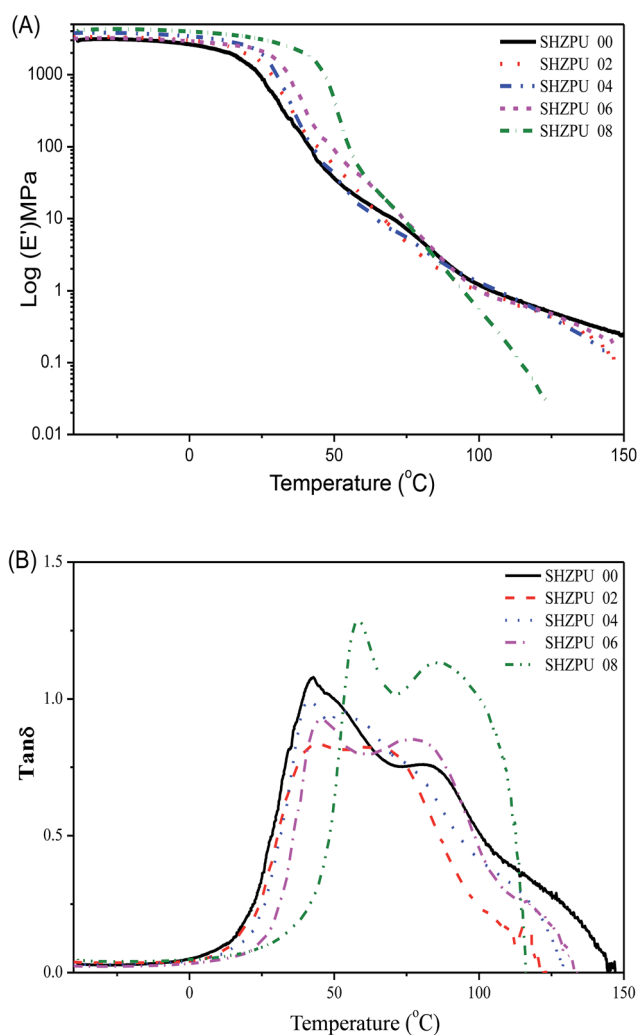 (A)
SHZPU 00
SHZPU 02
SHZPU 04
SHZPU 06
SHZPU 08
1000
100
10
1
0.1
0.01
Log (E')MPa
0 50 100 150
Temperature (°C)
(B)
SHZPU 00
SHZPU 02
SHZPU 04
SHZPU 06
SHZPU 08
1.5
1.0
0.5
0.0
Tanδ
0 50 100 150
Temperature (°C)